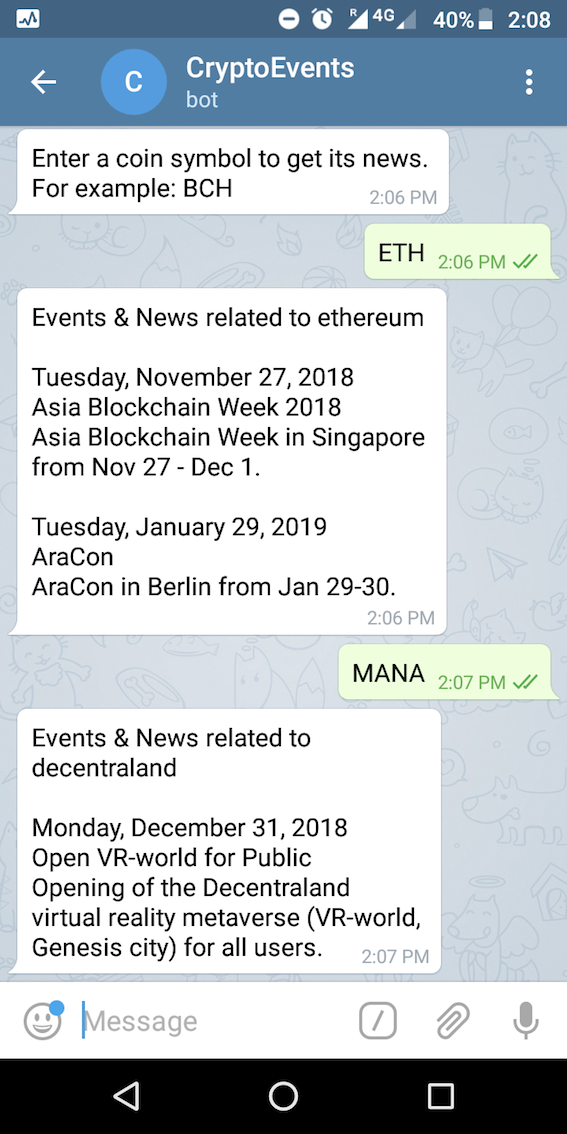 R 4G 40% 2:08
C CryptoEvents
bot
Enter a coin symbol to get its news.
For example: BCH 2:06 PM
ETH 2:06 PM
Events & News related to ethereum
Tuesday, November 27, 2018
Asia Blockchain Week 2018
Asia Blockchain Week in Singapore
from Nov 27 - Dec 1.
Tuesday, January 29, 2019
AraCon
AraCon in Berlin from Jan 29-30.
2:06 PM
MANA 2:07 PM
Events & News related to
decentraland
Monday, December 31, 2018
Open VR-world for Public
Opening of the Decentraland
virtual reality metaverse (VR-world,
Genesis city) for all users. 2:07 PM
Message